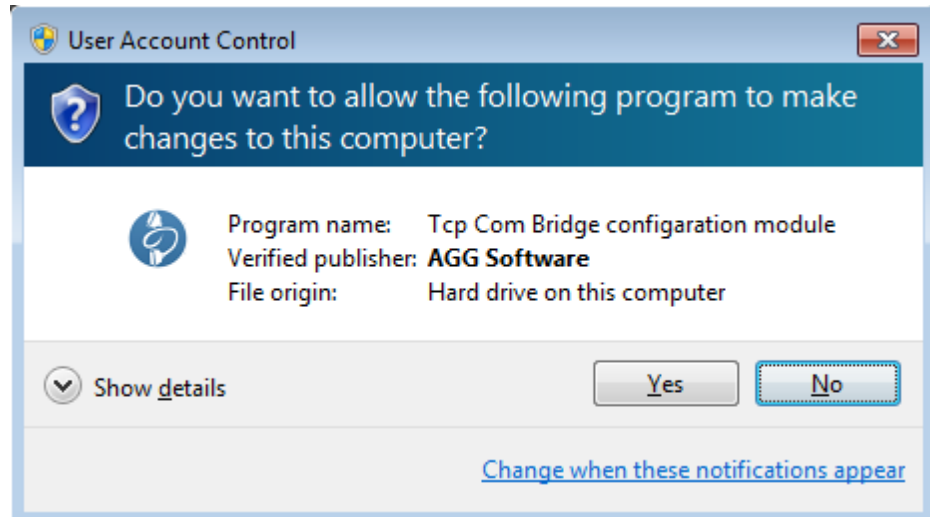 User Account Control
Do you want to allow the following program to make
changes to this computer?
Program name: Tcp Com Bridge configaration module
Verified publisher: AGG Software
File origin: Hard drive on this computer
Show details
Yes
No
Change when these notifications appear